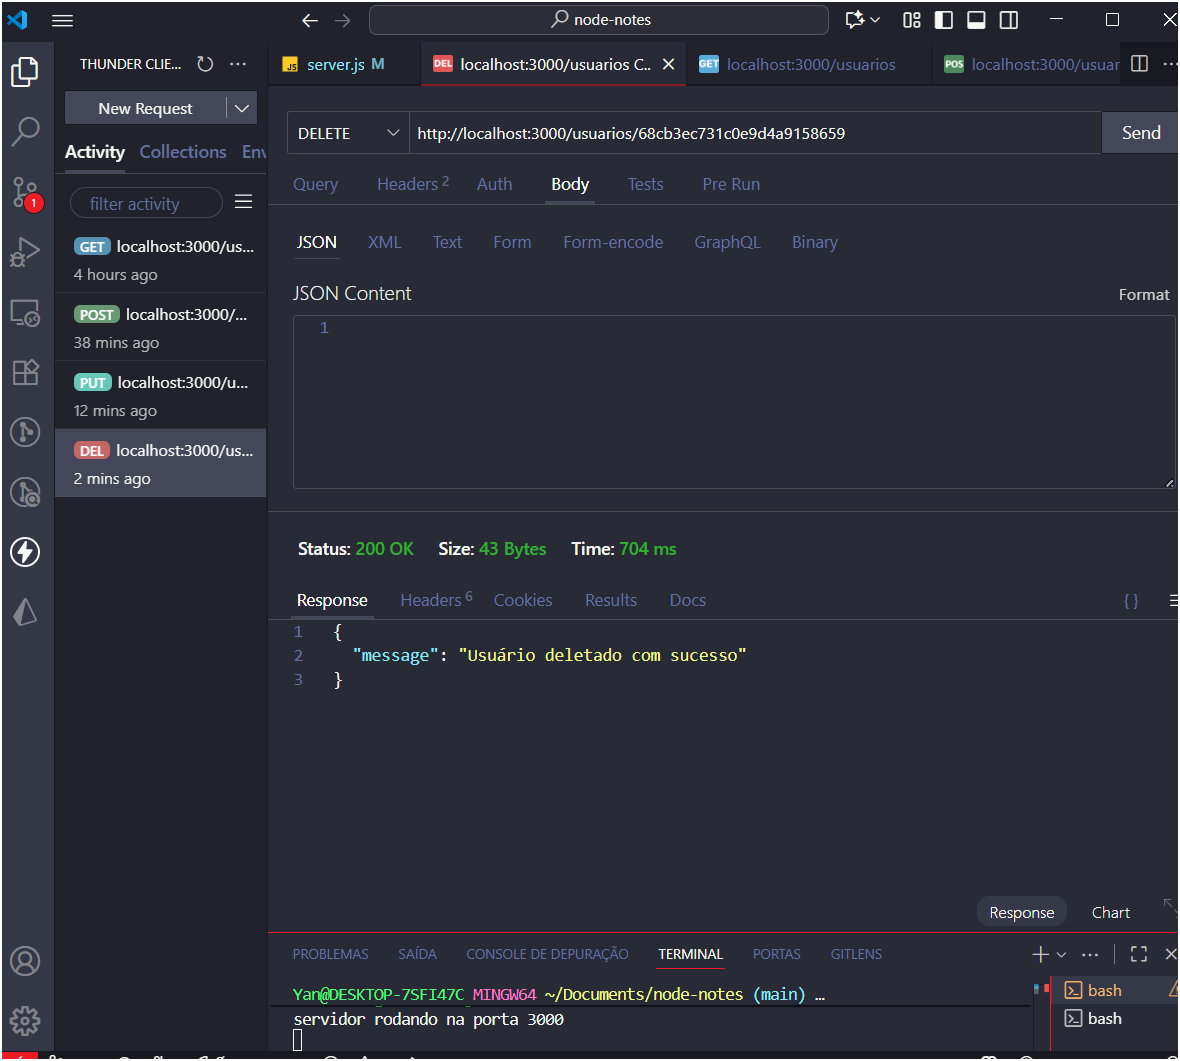 node-notes
THUNDER CLIE... ...
JS server.js M
DEL localhost:3000/usuarios C...
GET localhost:3000/usuarios
POS localhost:3000/usuar
New Request
DELETE
http://localhost:3000/usuarios/68cb3ec731c0e9d4a9158659
Send
Activity Collections Env
Query Headers 2 Auth Body Tests Pre Run
filter activity
1
JSON XML Text Form Form-encode GraphQL Binary
GET localhost:3000/us...
4 hours ago
JSON Content
Format
1
POST localhost:3000/...
38 mins ago
PUT localhost:3000/u...
12 mins ago
DEL localhost:3000/us...
2 mins ago
Status: 200 OK Size: 43 Bytes Time: 704 ms
Response Headers 6 Cookies Results Docs {}
1 {
2 "message": "Usuário deletado com sucesso"
3 }
Response Chart
PROBLEMAS SAÍDA CONSOLE DE DEPURAÇÃO TERMINAL PORTAS GITLENS
Yan@DESKTOP-7SFI47C MINGW64 ~/Documents/node-notes (main) ...
servidor rodando na porta 3000
bash
bash